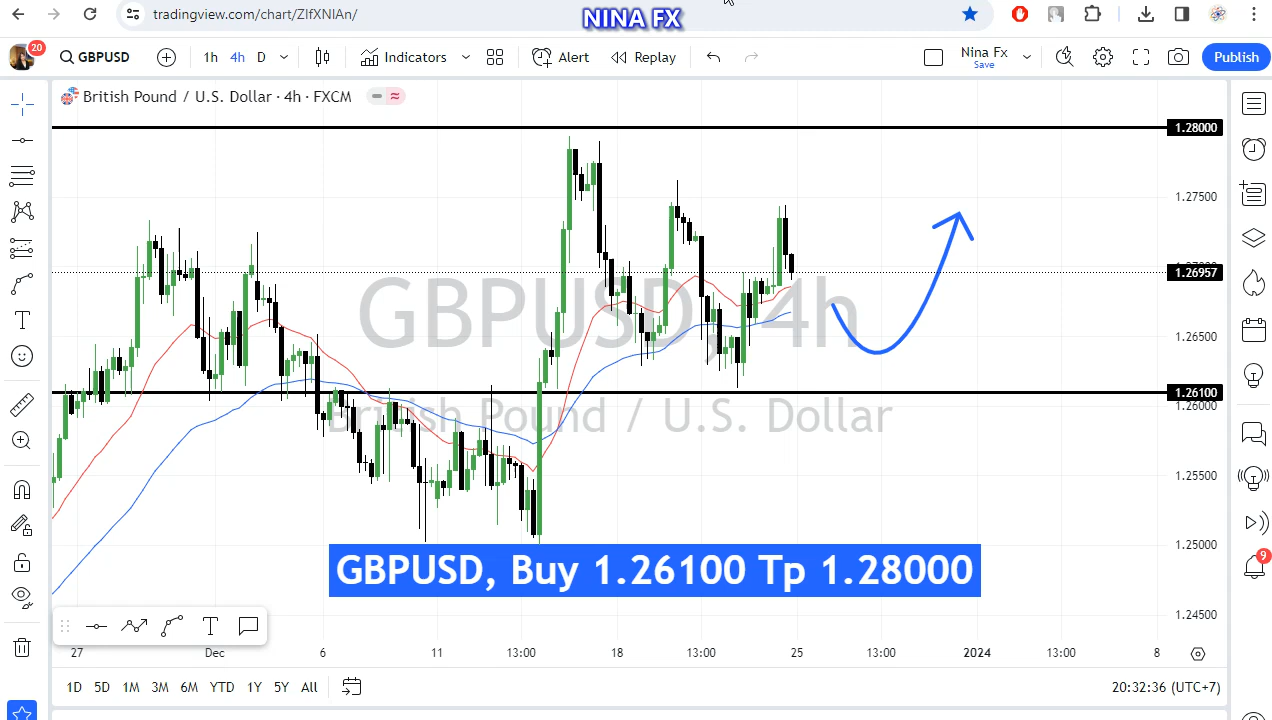 tradingview.com/chart/ZIfXNIAn/
NINA FX
20
GBPUSD
1h 4h D
Indicators
Alert
Replay
Nina Fx
Save
Publish
British Pound / U.S. Dollar · 4h · FXCM
1.28000
1.27500
1.26957
1.26500
1.26100
1.26000
1.25500
1.25000
1.24500
GBPUSD, 4h
British Pound / U.S. Dollar
GBPUSD, Buy 1.26100 Tp 1.28000
9
27 Dec 6 11 13:00 18 13:00 25 13:00 2024 13:00 8
1D 5D 1M 3M 6M YTD 1Y 5Y All
20:32:36 (UTC+7)